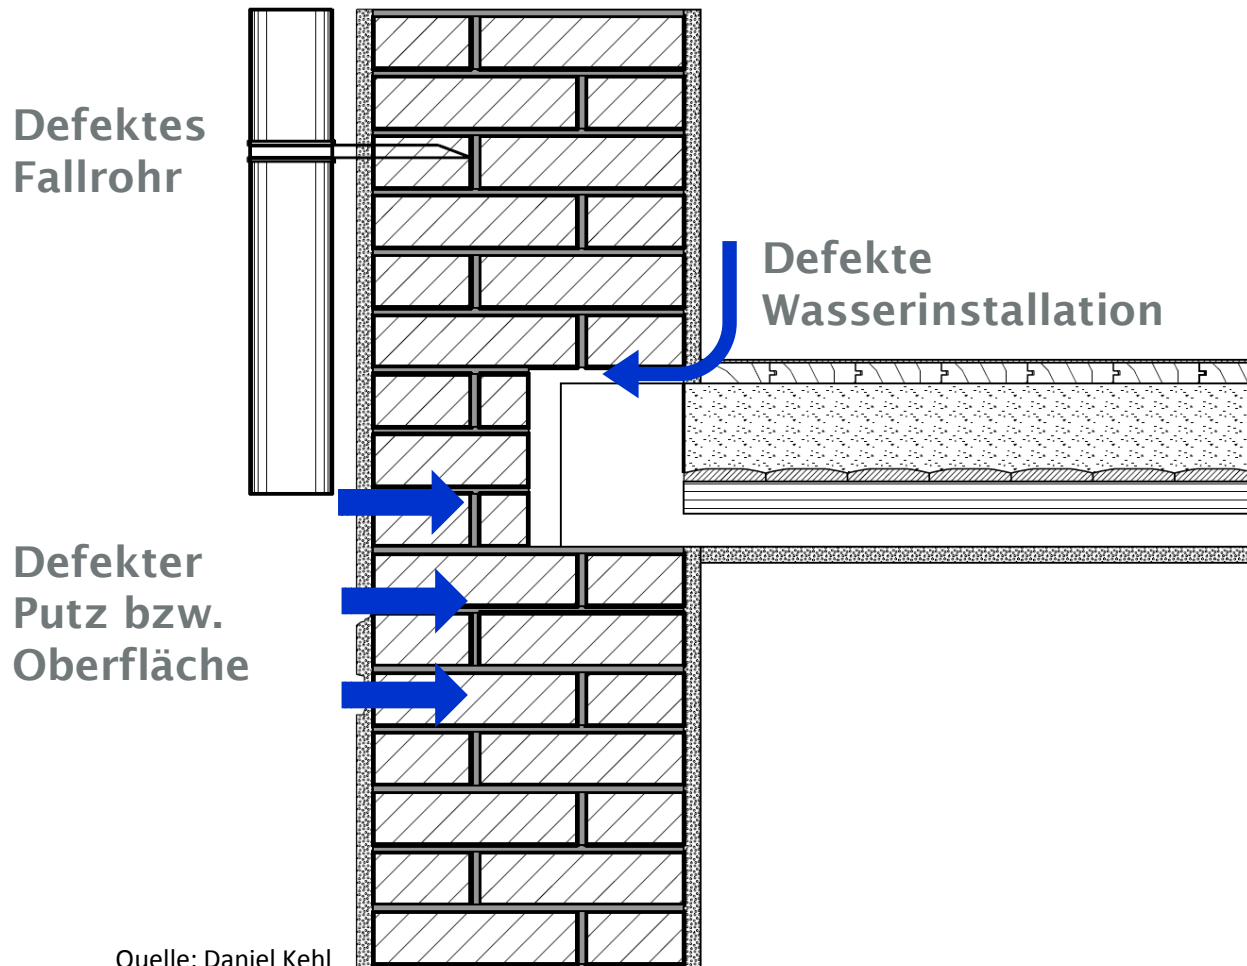 Defektes
Fallrohr
Defekte
Wasserinstallation
Defekter
Putz bzw.
Oberfläche
Quelle: Daniel Kehl